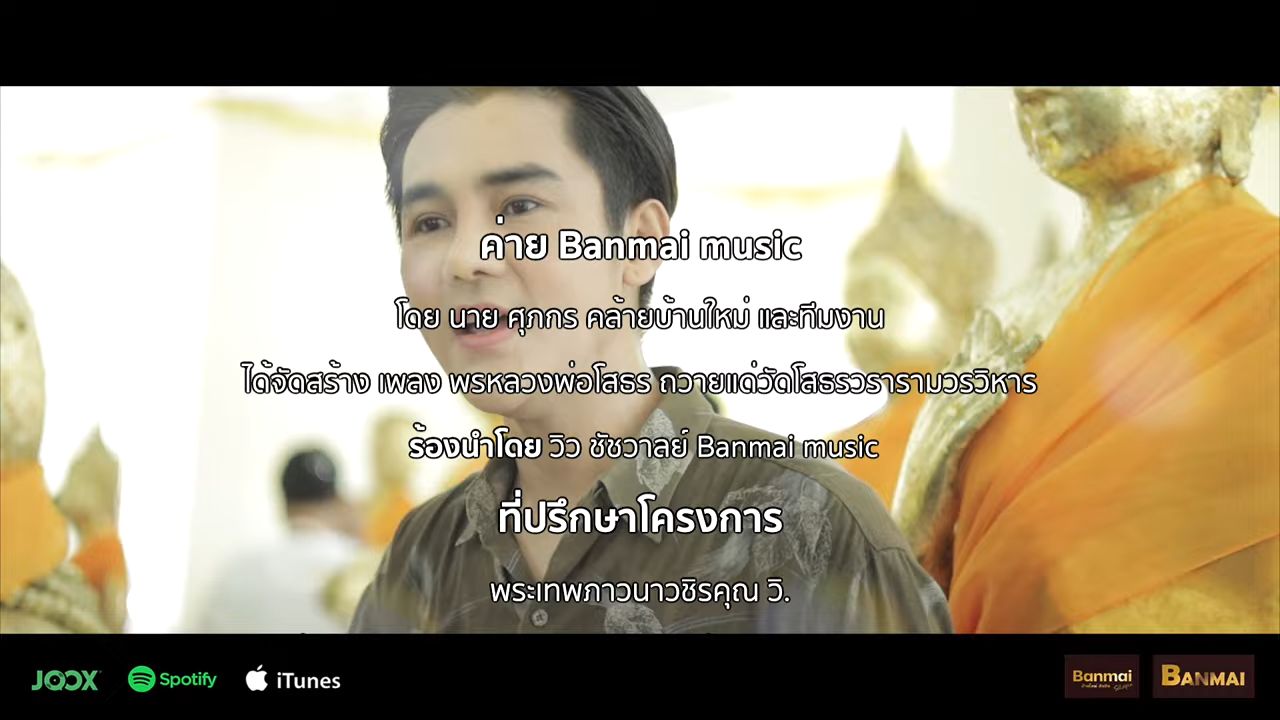 ค่าย Banmai music
โดย นาย ศุภกร คล้ายบ้านใหม่ และทีมงาน
ได้จัดสร้าง เพลง พรหลวงพ่อโสธร ถวายแด่วัดโสธรวรารามวรวิหาร
ร้องนำโดย วิว ชัชวาลย์ Banmai music
ที่ปรึกษาโครงการ
พระเทพภาวนาวชิรคุณ วิ.
JOOX Spotify iTunes
Banmai BANMAI